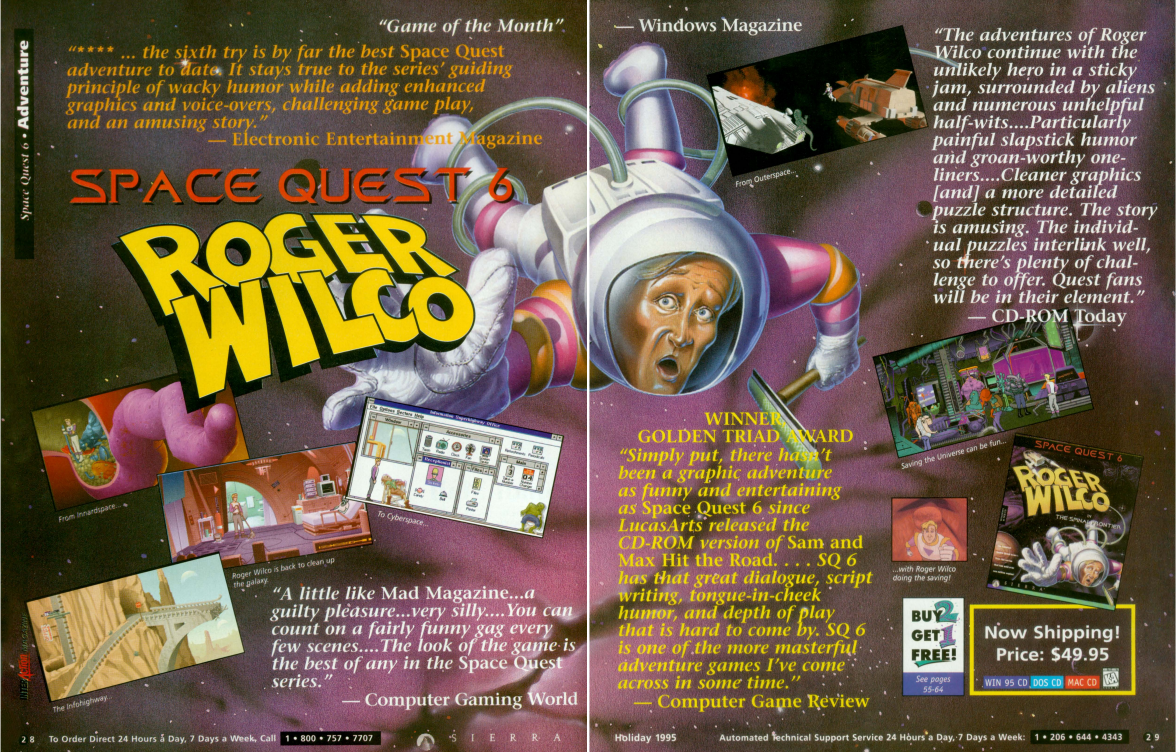 Space Quest 6 • Adventure
"Game of the Month"
— Windows Magazine
"**** ... the sixth try is by far the best Space Quest
adventure to date. It stays true to the series' guiding
principle of wacky humor while adding enhanced
graphics and voice-overs, challenging game play,
and an amusing story."
— Electronic Entertainment Magazine
SPACE QUEST 6
ROGER
WILCO
From Innardspace...
Roger Wilco is back to clean up
the galaxy.
To Cyberspace...
The Infohighway...
"A little like Mad Magazine...a
guilty pleasure...very silly....You can
count on a fairly funny gag every
few scenes....The look of the game is
the best of any in the Space Quest
series."
— Computer Gaming World
From Outerspace...
"The adventures of Roger
Wilco continue with the
unlikely hero in a sticky
jam, surrounded by aliens
and numerous unhelpful
half-wits....Particularly
painful slapstick humor
and groan-worthy one-
liners....Cleaner graphics
[and] a more detailed
puzzle structure. The story
is amusing. The individ-
ual puzzles interlink well,
so there's plenty of chal-
lenge to offer. Quest fans
will be in their element."
— CD-ROM Today
WINNER
GOLDEN TRIAD AWARD
"Simply put, there hasn't
been a graphic adventure
as funny and entertaining
as Space Quest 6 since
LucasArts released the
CD-ROM version of Sam and
Max Hit the Road. . . . SQ 6
has that great dialogue, script
writing, tongue-in-cheek
humor, and depth of play
that is hard to come by. SQ 6
is one of the more masterful
adventure games I've come
across in some time."
— Computer Game Review
Saving the Universe can be fun...
...with Roger Wilco
doing the saving!
SPACE QUEST 6
ROGER
WILCO
IN
THE SPINAL FRONTIER
BUY 2
GET 1
FREE!
See pages
55-64
Now Shipping!
Price: $49.95
WIN 95 CD DOS CD MAC CD
28 To Order Direct 24 Hours a Day, 7 Days a Week, Call 1 • 800 • 757 • 7707
SIERRA
Holiday 1995
Automated Technical Support Service 24 Hours a Day, 7 Days a Week: 1 • 206 • 644 • 4343 29